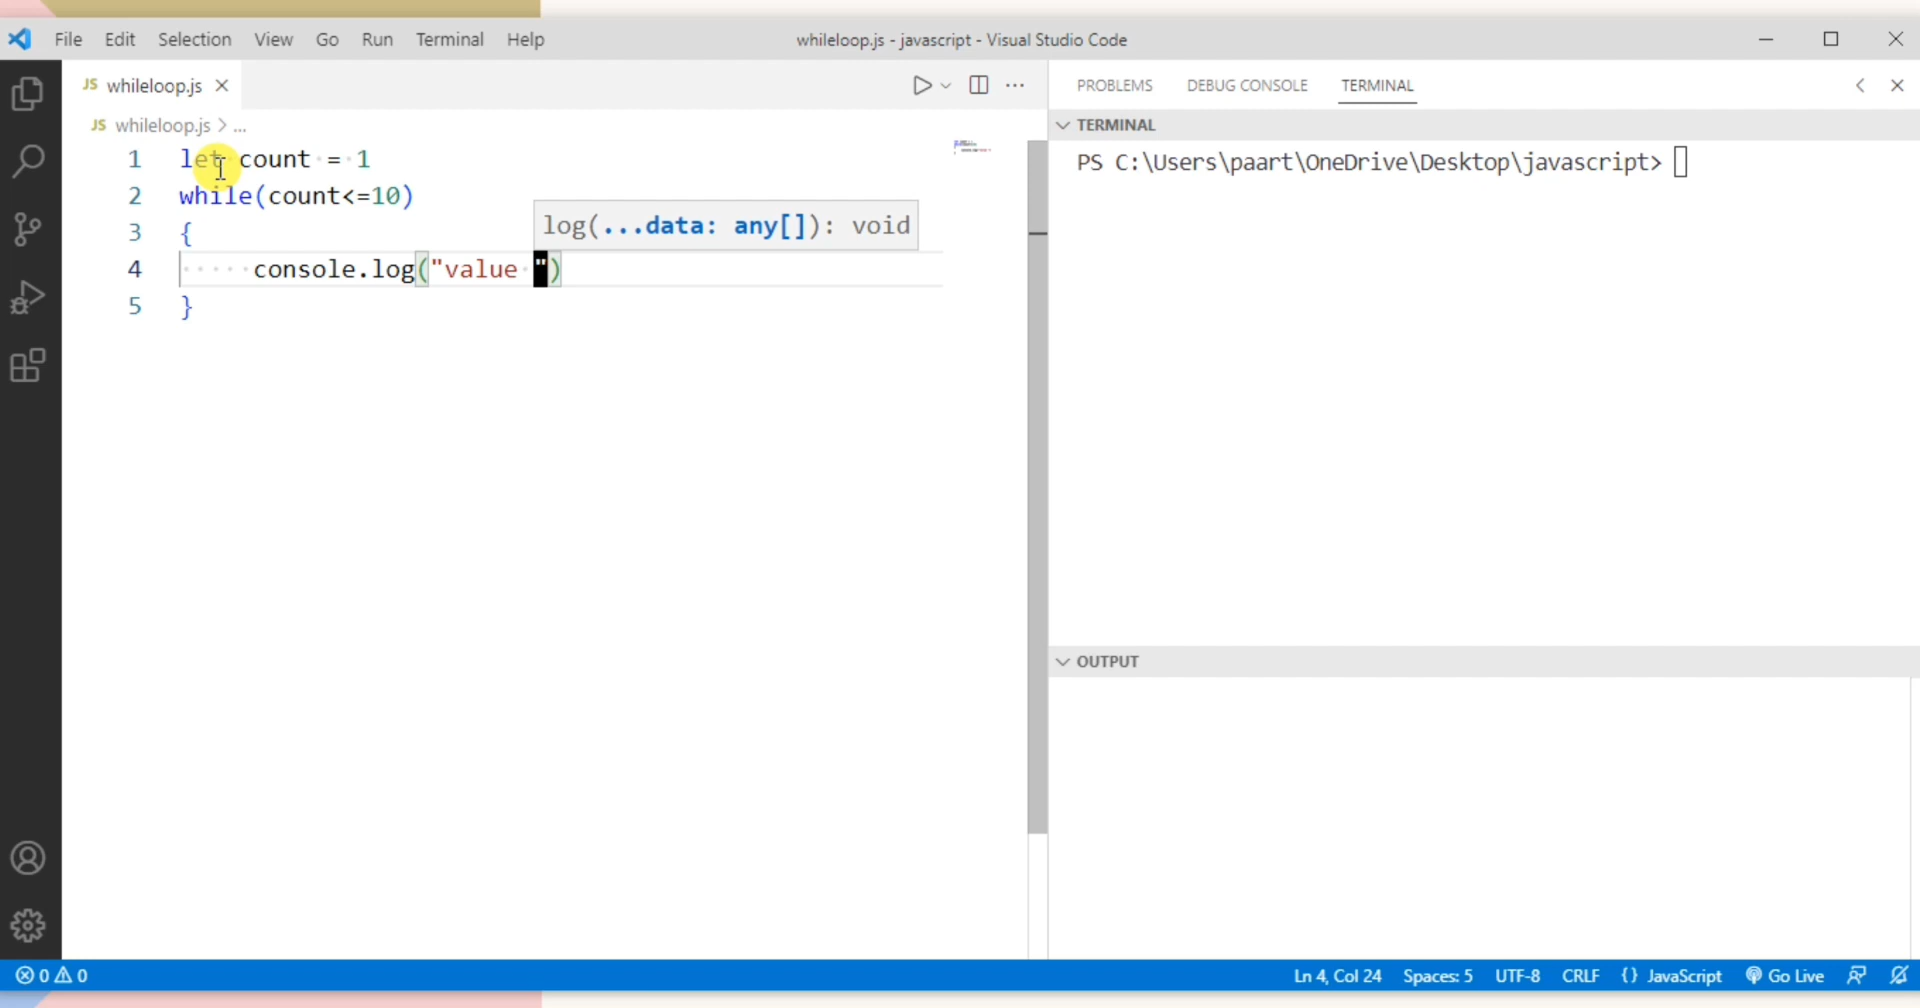 File Edit Selection View Go Run Terminal Help whileloop.js - javascript - Visual Studio Code
JS whileloop.js
JS whileloop.js > ...
1 let count = 1
2 while(count<=10)
3 {
log(...data: any[]): void
4 console.log("value ")
5 }
PROBLEMS DEBUG CONSOLE TERMINAL
TERMINAL
PS C:\Users\paart\OneDrive\Desktop\javascript>
OUTPUT
0 0 Ln 4, Col 24 Spaces: 5 UTF-8 CRLF {} JavaScript Go Live